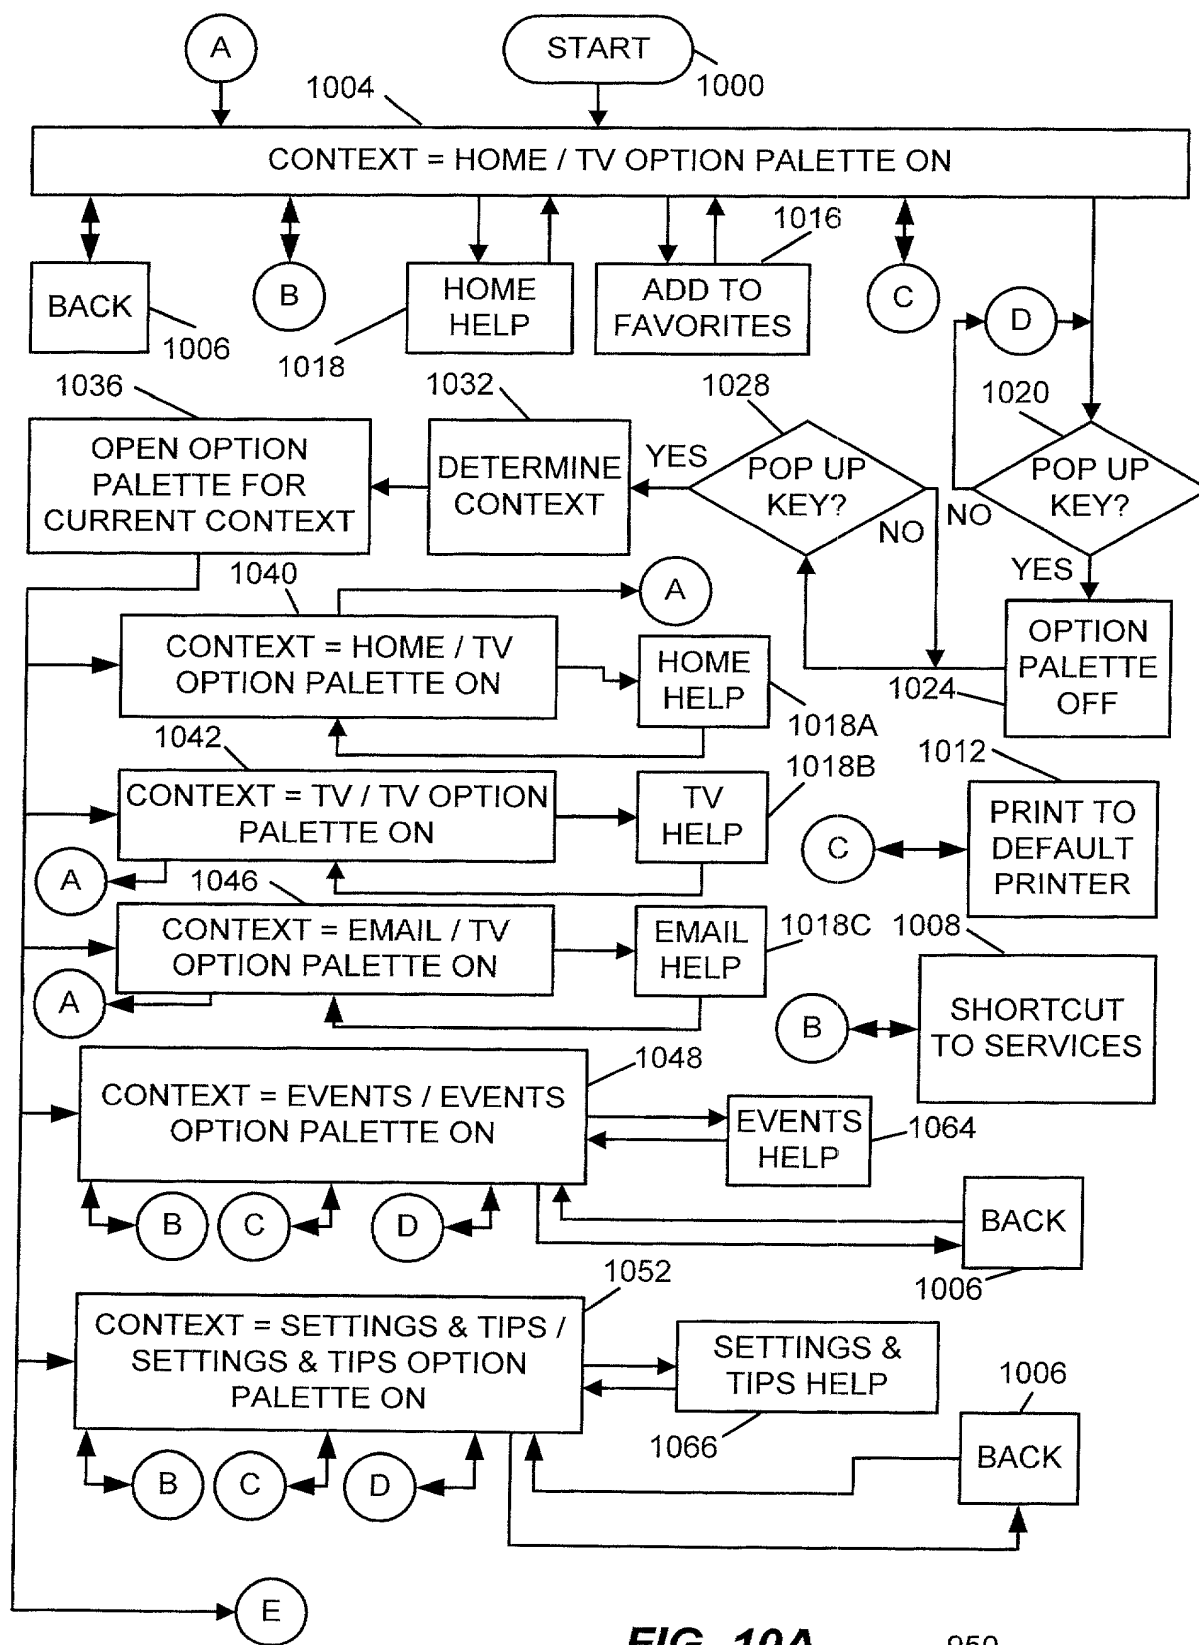 A
START
1000
1004
CONTEXT = HOME / TV OPTION PALETTE ON
1016
BACK
1006
B
HOME
HELP
1018
ADD TO
FAVORITES
C
D
1036
1032
1028
1020
OPEN OPTION
PALETTE FOR
CURRENT CONTEXT
DETERMINE
CONTEXT
YES
POP UP
KEY?
NO
POP UP
KEY?
NO
YES
1040
A
CONTEXT = HOME / TV
OPTION PALETTE ON
HOME
HELP
1018A
OPTION
PALETTE
OFF
1024
1042
1018B
1012
CONTEXT = TV / TV OPTION
PALETTE ON
TV
HELP
PRINT TO
DEFAULT
PRINTER
C
A
1046
CONTEXT = EMAIL / TV
OPTION PALETTE ON
EMAIL
HELP
1018C
1008
A
B
SHORTCUT
TO SERVICES
1048
CONTEXT = EVENTS / EVENTS
OPTION PALETTE ON
EVENTS
HELP
1064
B
C
D
BACK
1006
1052
CONTEXT = SETTINGS & TIPS /
SETTINGS & TIPS OPTION
PALETTE ON
SETTINGS &
TIPS HELP
1066
1006
BACK
B
C
D
E
FIG. 10A
950